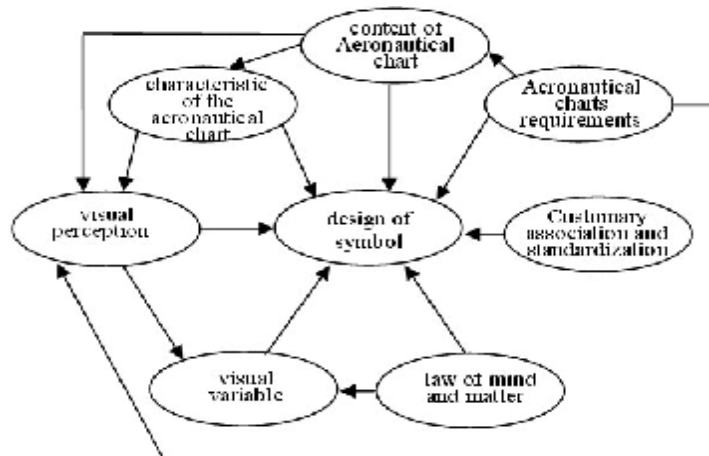 content of
Aeronautical
chart
characteristic
of the
aeronautical
chart
Aeronautical
charts
requirements
visual
perception
design of
symbol
Customary
association and
standardization
visual
variable
law of mind
and matter